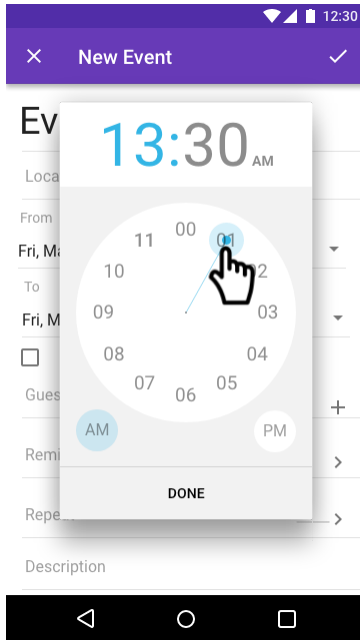 12:30
New Event
Ev
13:30 AM
Loca
From
Fri, Ma
To
Fri, M
00
01
02
03
04
05
06
07
08
09
10
11
AM
PM
Gues
Remi
DONE
Repea
Description